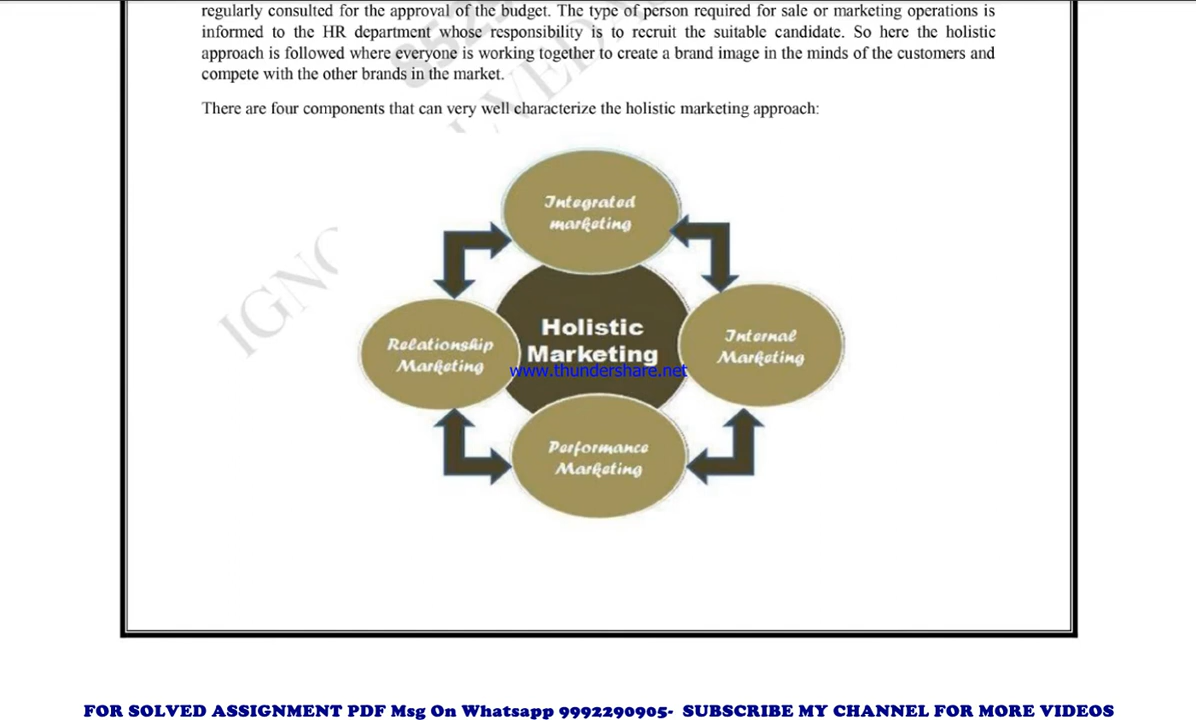 regularly consulted for the approval of the budget. The type of person required for sale or marketing operations is
informed to the HR department whose responsibility is to recruit the suitable candidate. So here the holistic
approach is followed where everyone is working together to create a brand image in the minds of the customers and
compete with the other brands in the market.
There are four components that can very well characterize the holistic marketing approach:
Integrated
marketing
Relationship
Marketing
Holistic
Marketing
www.thundershare.net
Internal
Marketing
Performance
Marketing
FOR SOLVED ASSIGNMENT PDF Msg On Whatsapp 9992290905- SUBSCRIBE MY CHANNEL FOR MORE VIDEOS